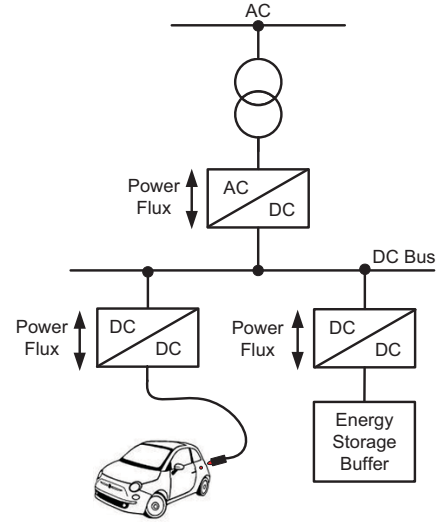 AC
Power
Flux
AC
DC
DC Bus
Power
Flux
DC
DC
Power
Flux
DC
DC
Energy
Storage
Buffer